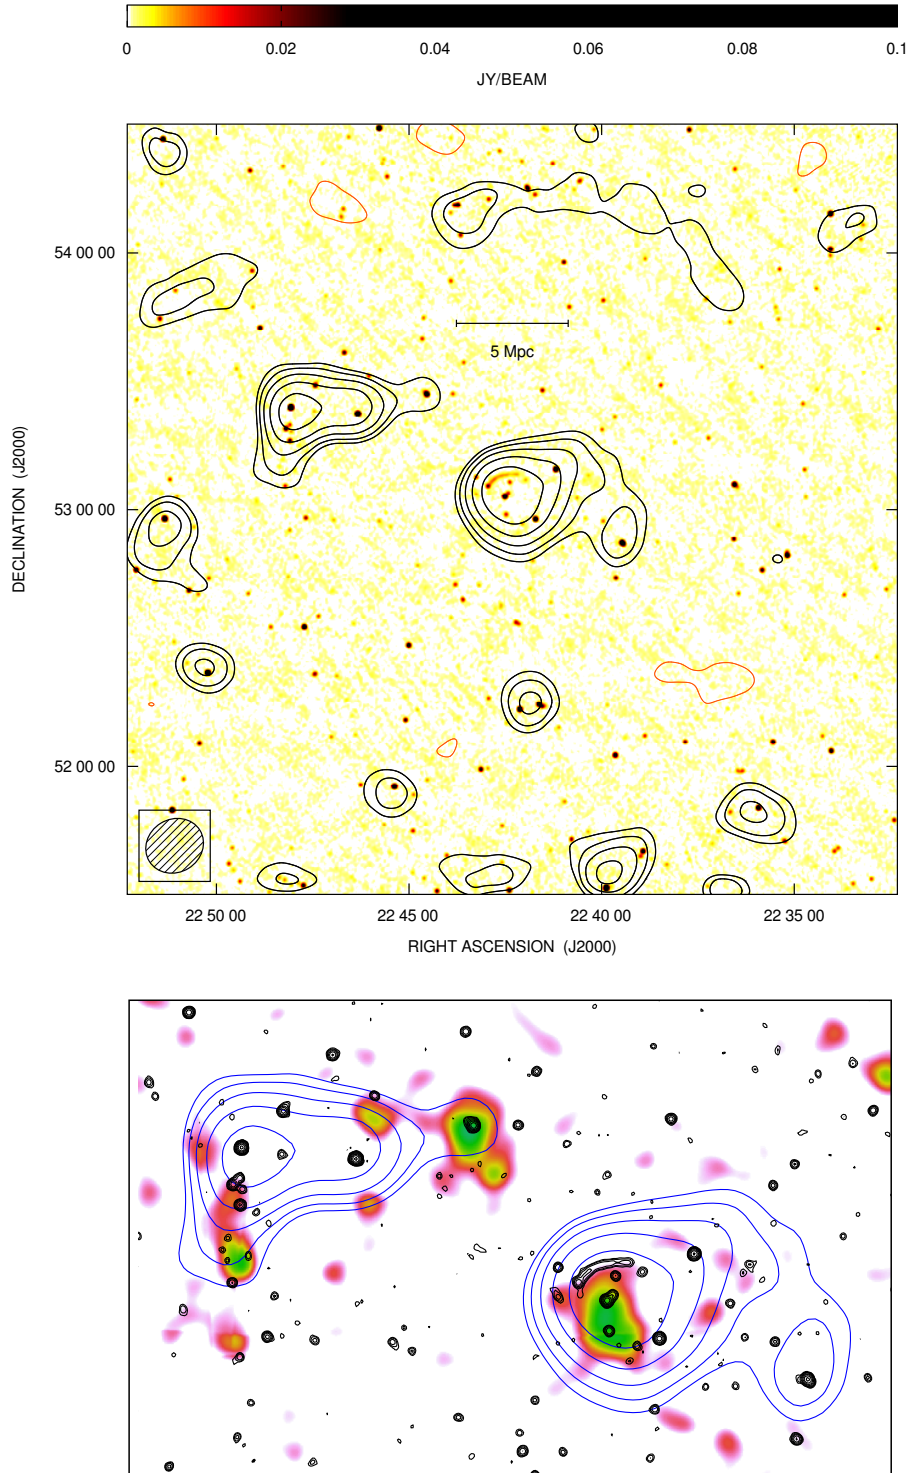 0 0.02 0.04 0.06 0.08 0.1
JY/BEAM
54 00 00
5 Mpc
53 00 00
DECLINATION (J2000)
52 00 00
22 50 00 22 45 00 22 40 00 22 35 00
RIGHT ASCENSION (J2000)